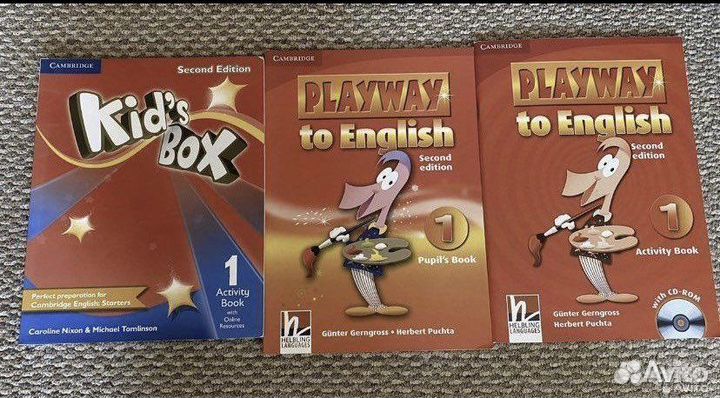 CAMBRIDGE
Second Edition
Kid's
BOX
1
Activity
Book
with
Online
Resources
Perfect preparation for
Cambridge English: Starters
Caroline Nixon & Michael Tomlinson
CAMBRIDGE
PLAYWAY
to English
Second
edition
1
Pupil's Book
HELBLING
LANGUAGES
Günter Gerngross • Herbert Puchta
CAMBRIDGE
PLAYWAY
to English
Second
edition
1
Activity Book
with CD-ROM
HELBLING
LANGUAGES
Günter Gerngross
Herbert Puchta
Avito
AVITO